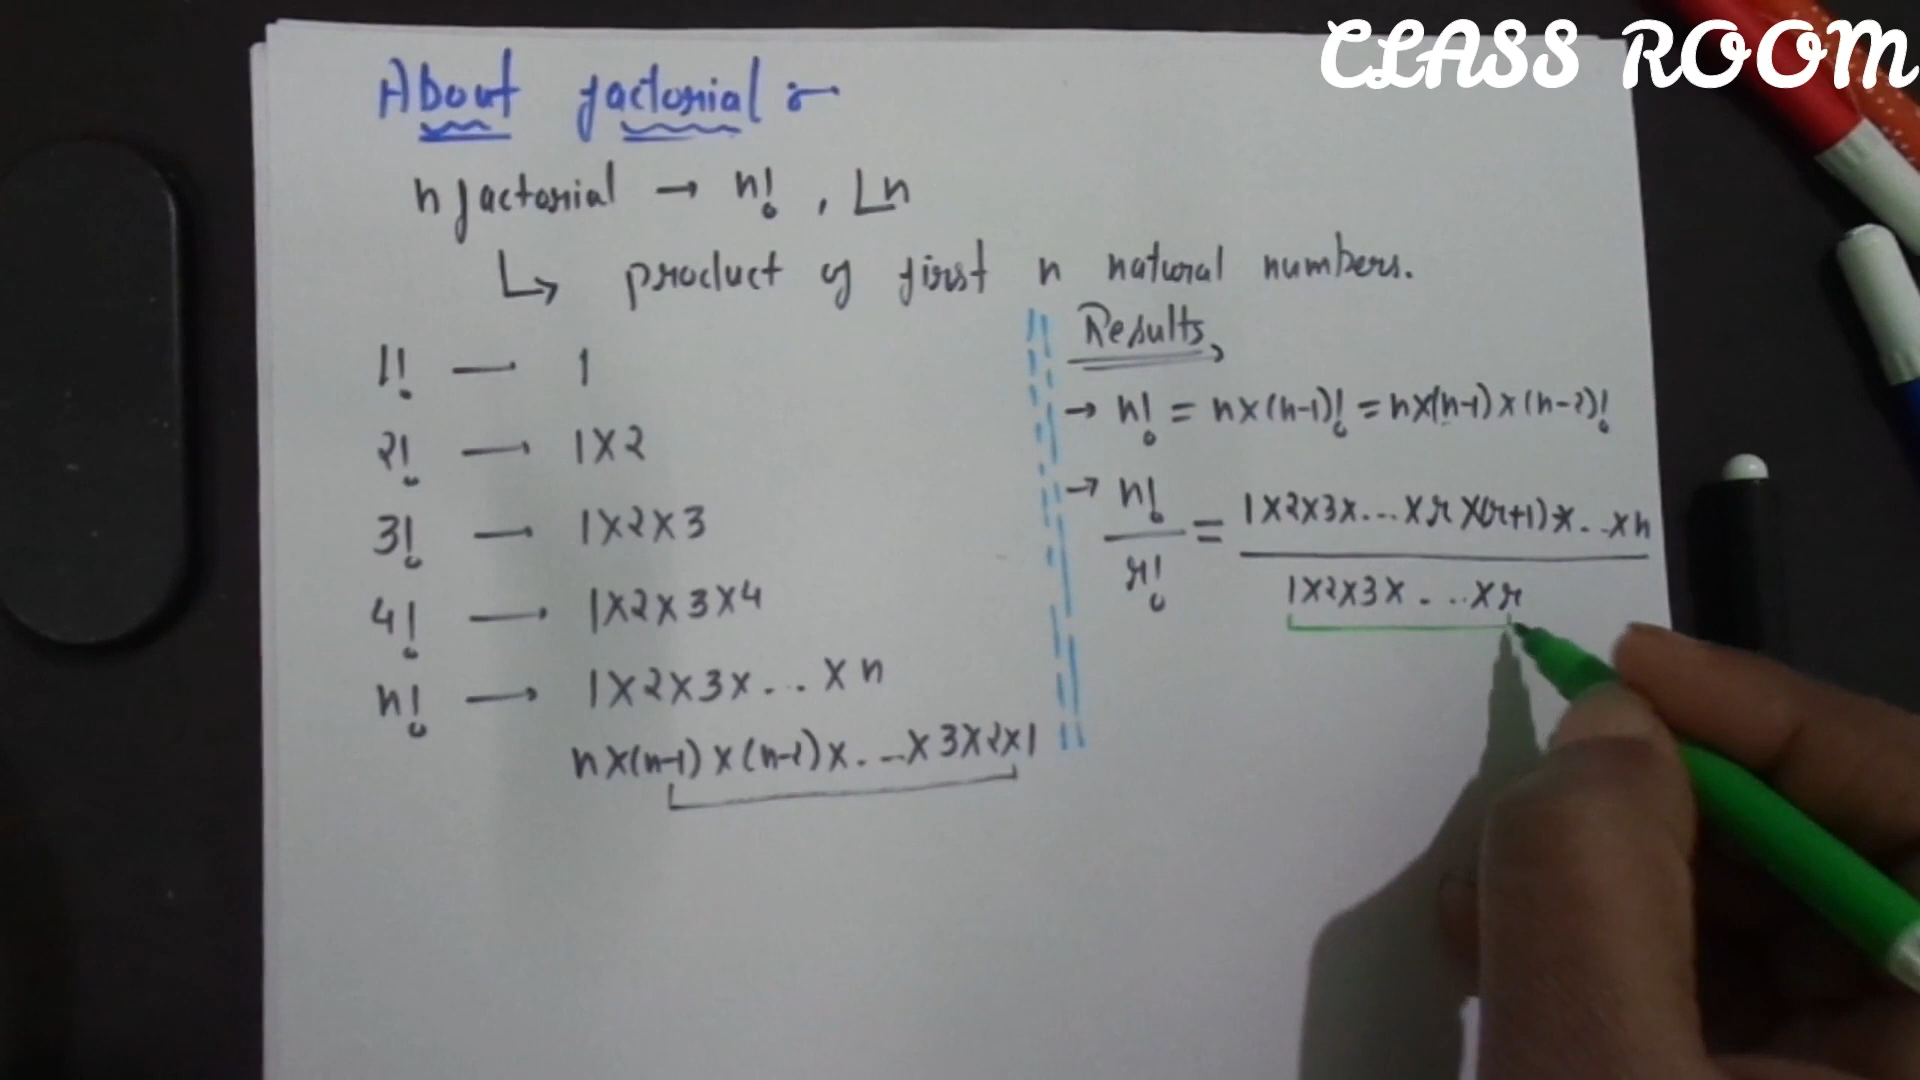 CLASS ROOM
About factorial :-
n factorial → n! , ⌊n
↳ product of first n natural numbers.
1! — 1
2! — 1×2
3! — 1×2×3
4! → 1×2×3×4
n! → 1×2×3×...×n
n×(n-1)×(n-2)×...×3×2×1
Results,
→ n! = n×(n-1)! = n×(n-1)×(n-2)!
→ n!/r! = 1×2×3×...×r×(r+1)×...×n
1×2×3×...×r